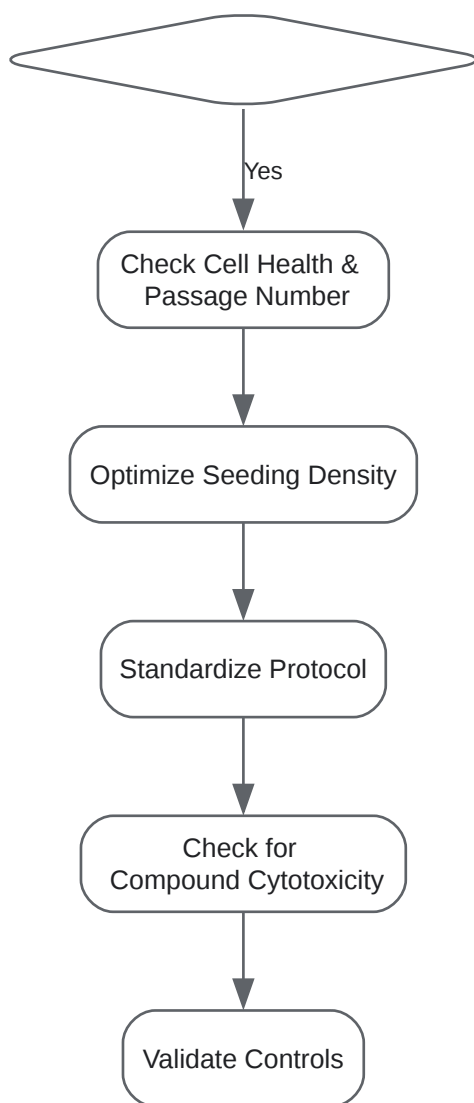 Yes
Check Cell Health &
Passage Number
Optimize Seeding Density
Standardize Protocol
Check for
Compound Cytotoxicity
Validate Controls